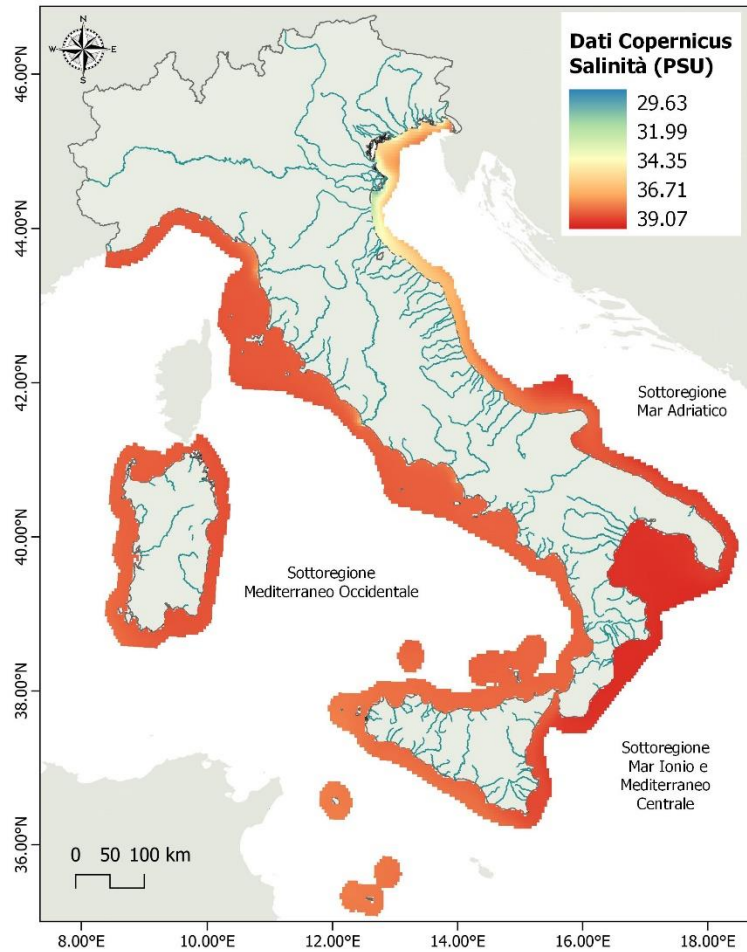 N
W E
S
Dati Copernicus
Salinità (PSU)
29.63
31.99
34.35
36.71
39.07
46.00°N
44.00°N
42.00°N
40.00°N
38.00°N
36.00°N
Sottoregione
Mar Adriatico
Sottoregione
Mediterraneo Occidentale
Sottoregione
Mar Ionio e
Mediterraneo
Centrale
0 50 100 km
8.00°E 10.00°E 12.00°E 14.00°E 16.00°E 18.00°E